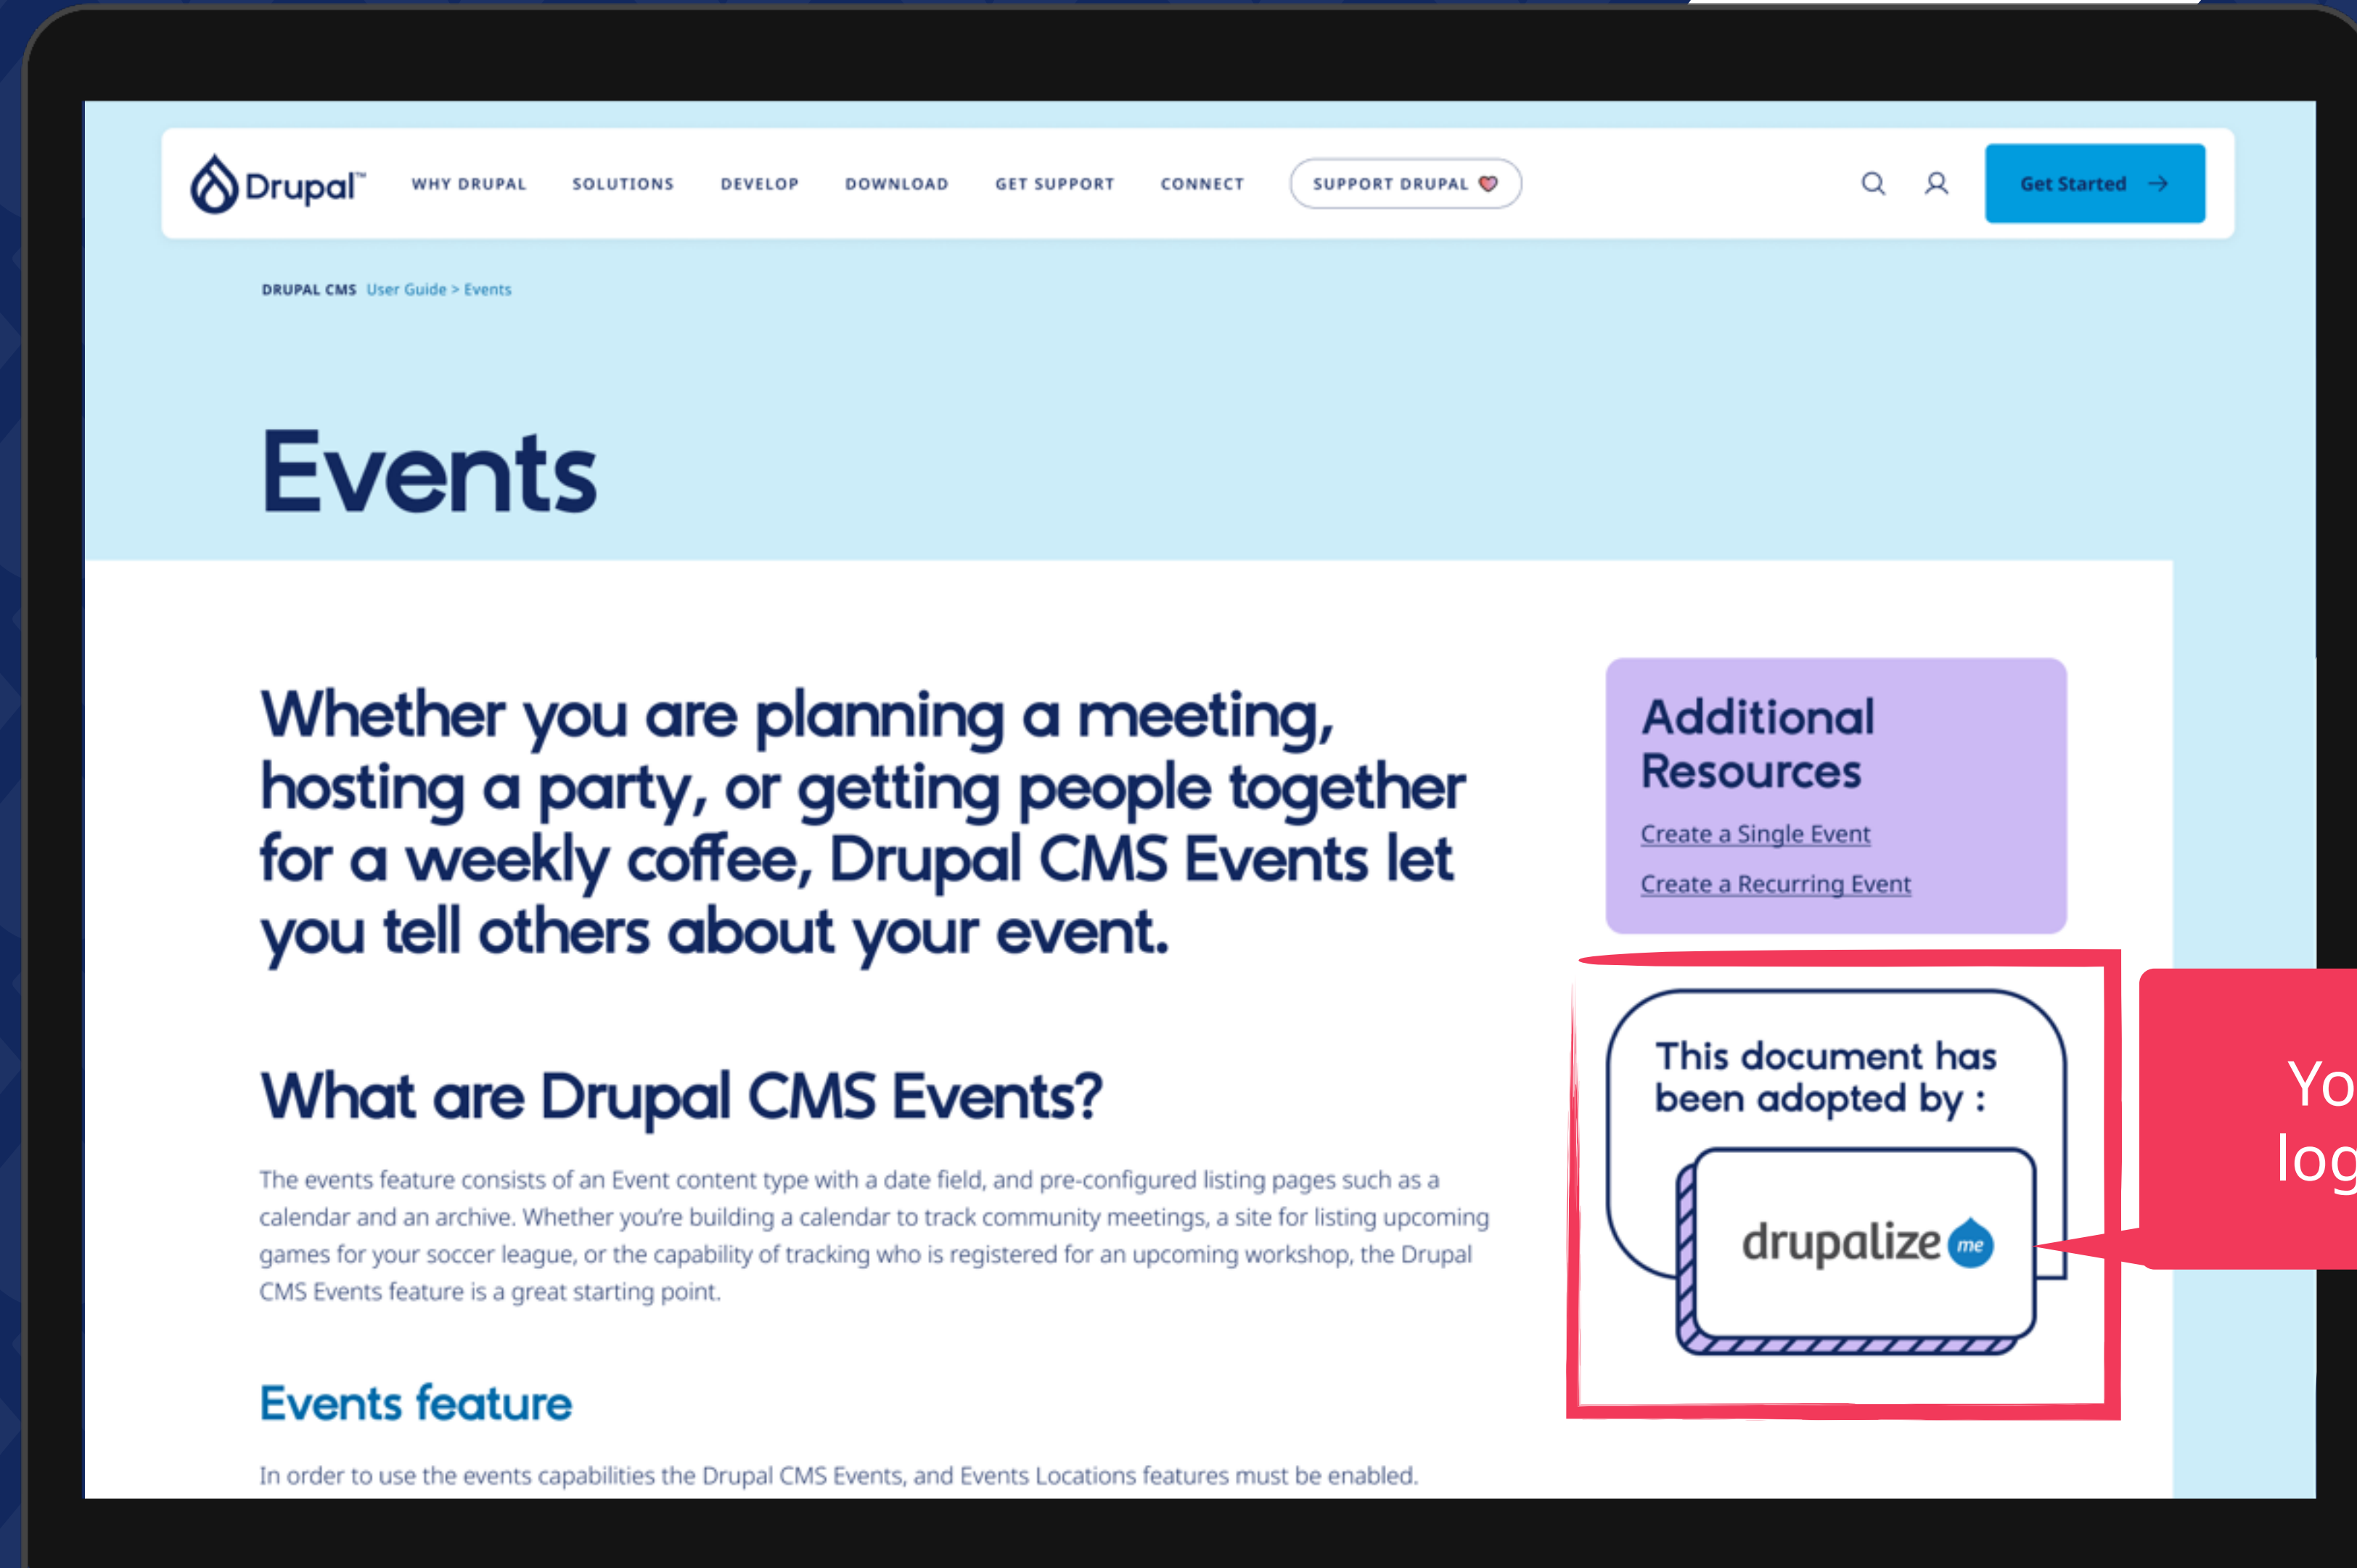 Drupal™ WHY DRUPAL SOLUTIONS DEVELOP DOWNLOAD GET SUPPORT CONNECT SUPPORT DRUPAL Get Started →
DRUPAL CMS User Guide > Events
Events
Whether you are planning a meeting,
hosting a party, or getting people together
for a weekly coffee, Drupal CMS Events let
you tell others about your event.
What are Drupal CMS Events?
The events feature consists of an Event content type with a date field, and pre-configured listing pages such as a
calendar and an archive. Whether you’re building a calendar to track community meetings, a site for listing upcoming
games for your soccer league, or the capability of tracking who is registered for an upcoming workshop, the Drupal
CMS Events feature is a great starting point.
Events feature
In order to use the events capabilities the Drupal CMS Events, and Events Locations features must be enabled.
Additional
Resources
Create a Single Event
Create a Recurring Event
This document has
been adopted by :
drupalize me